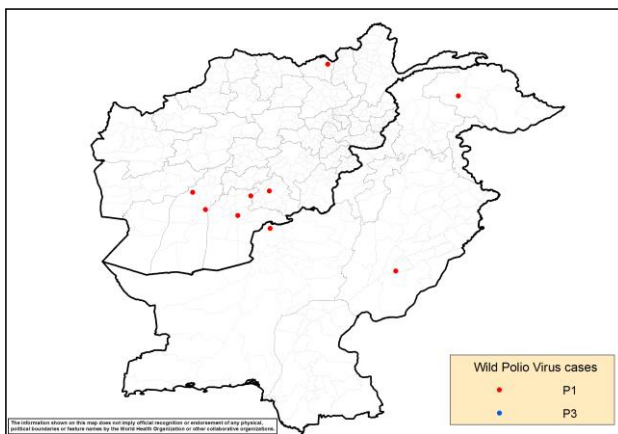 Wild Polio Virus cases
P1
P3
The information shown on this map does not imply official recognition or endorsement of any physical,
political boundaries or feature names by the World Health Organization or other collaborative organizations.